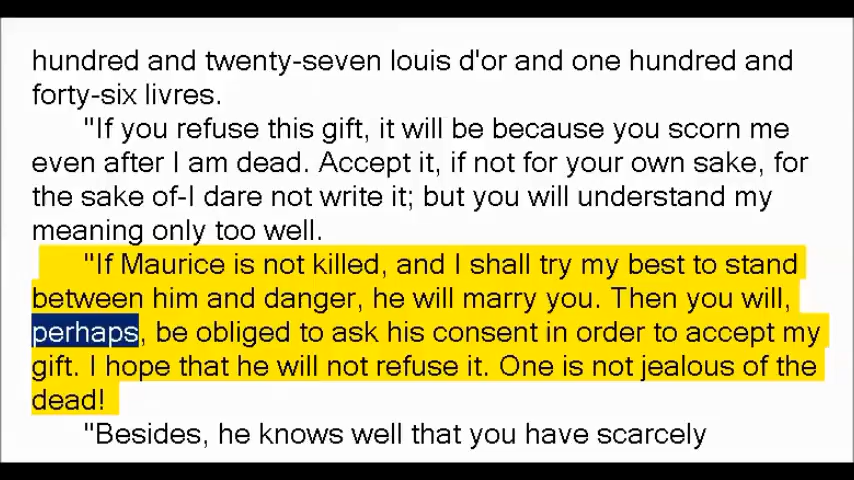 hundred and twenty-seven louis d'or and one hundred and
forty-six livres.
"If you refuse this gift, it will be because you scorn me
even after I am dead. Accept it, if not for your own sake, for
the sake of-I dare not write it; but you will understand my
meaning only too well.
"If Maurice is not killed, and I shall try my best to stand
between him and danger, he will marry you. Then you will,
perhaps, be obliged to ask his consent in order to accept my
gift. I hope that he will not refuse it. One is not jealous of the
dead!
"Besides, he knows well that you have scarcely